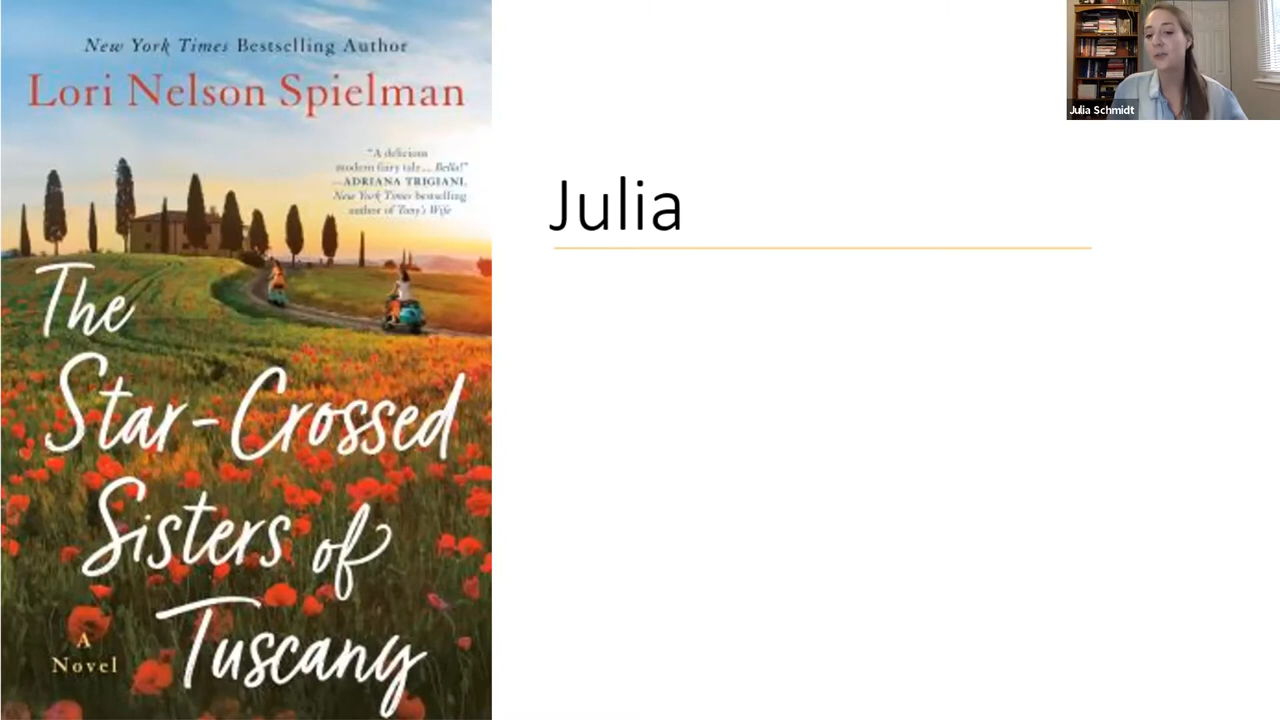 New York Times Bestselling Author
Lori Nelson Spielman
"A delicious
modern fairy tale... Bella!"
—ADRIANA TRIGIANI,
New York Times bestselling
author of Tony's Wife
The
Star-Crossed
Sisters of
Tuscany
A
Novel
Julia
Julia Schmidt